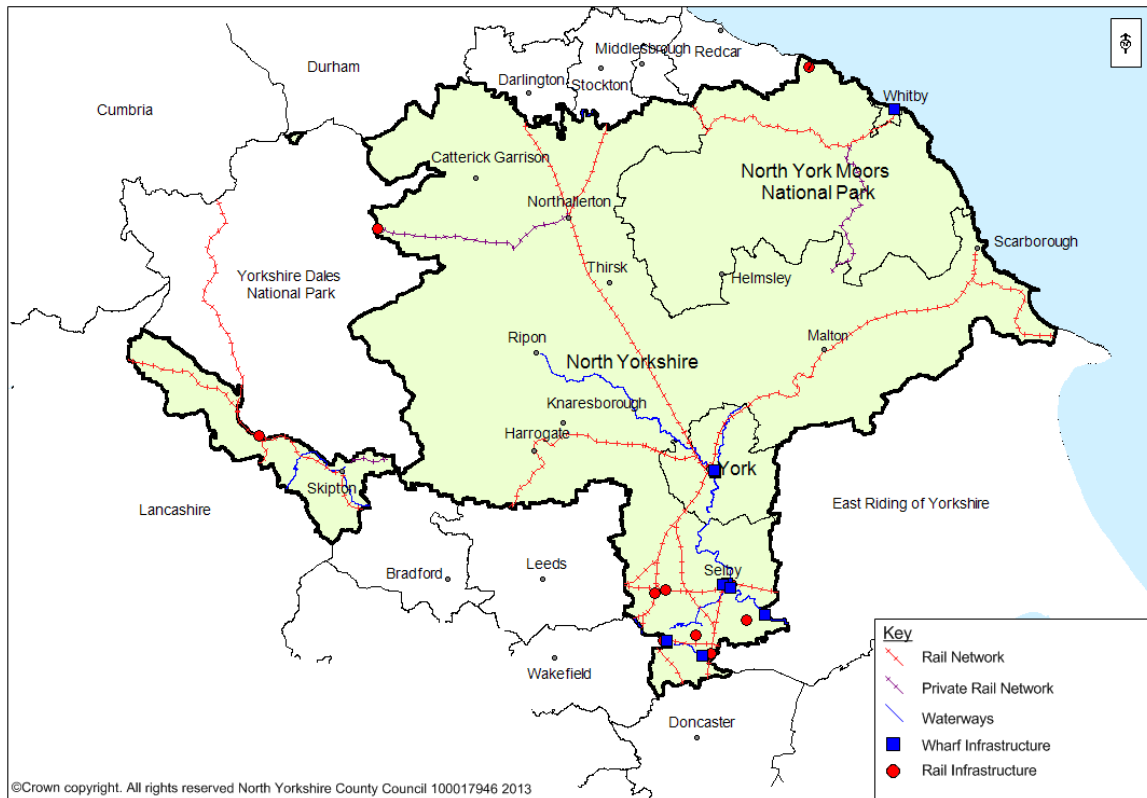 Middlesbrough
Redcar
Durham
Darlington
Stockton
Cumbria
Whitby
Catterick Garrison
North York Moors
National Park
Northallerton
Scarborough
Thirsk
Helmsley
Yorkshire Dales
National Park
Ripon
North Yorkshire
Malton
Knaresborough
Harrogate
York
Skipton
Lancashire
East Riding of Yorkshire
Bradford
Leeds
Selby
Wakefield
Doncaster
Key
Rail Network
Private Rail Network
Waterways
Wharf Infrastructure
Rail Infrastructure
©Crown copyright. All rights reserved North Yorkshire County Council 100017946 2013